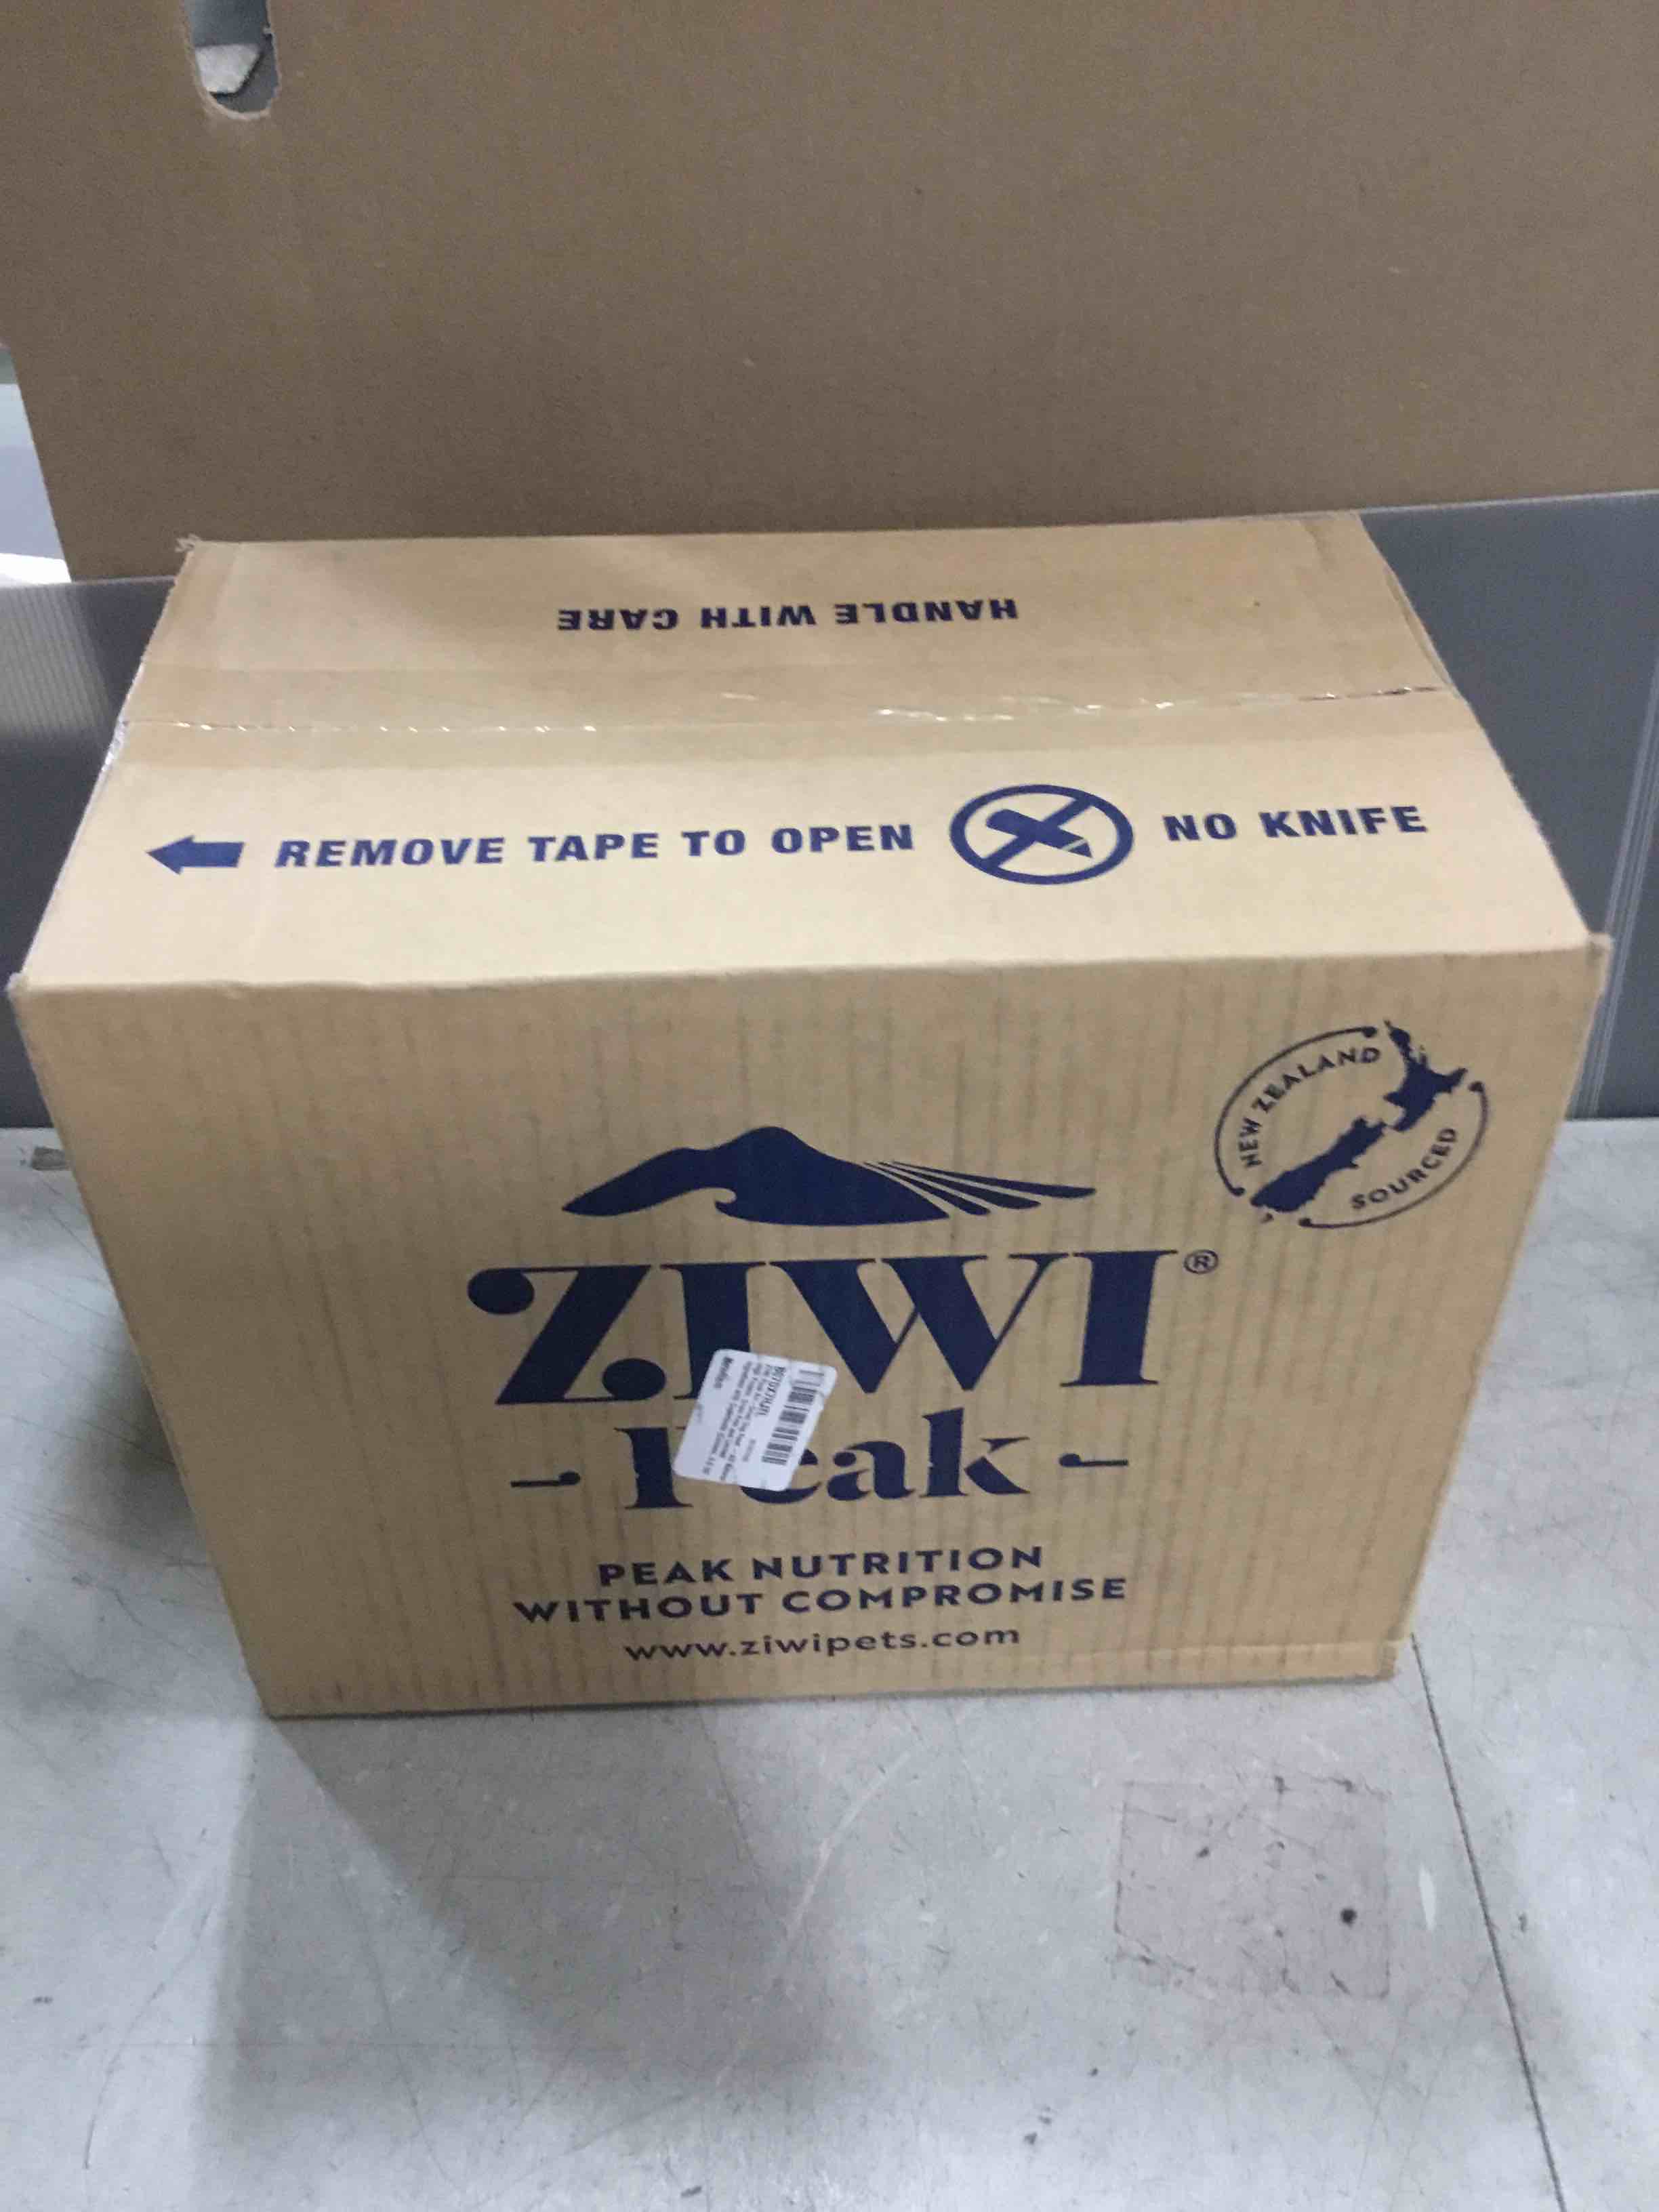 HANDLE WITH CARE
REMOVE TAPE TO OPEN NO KNIFE
NEW ZEALAND
SOURCED
ZIWI®
- Peak -
PEAK NUTRITION
WITHOUT COMPROMISE
www.ziwipets.com